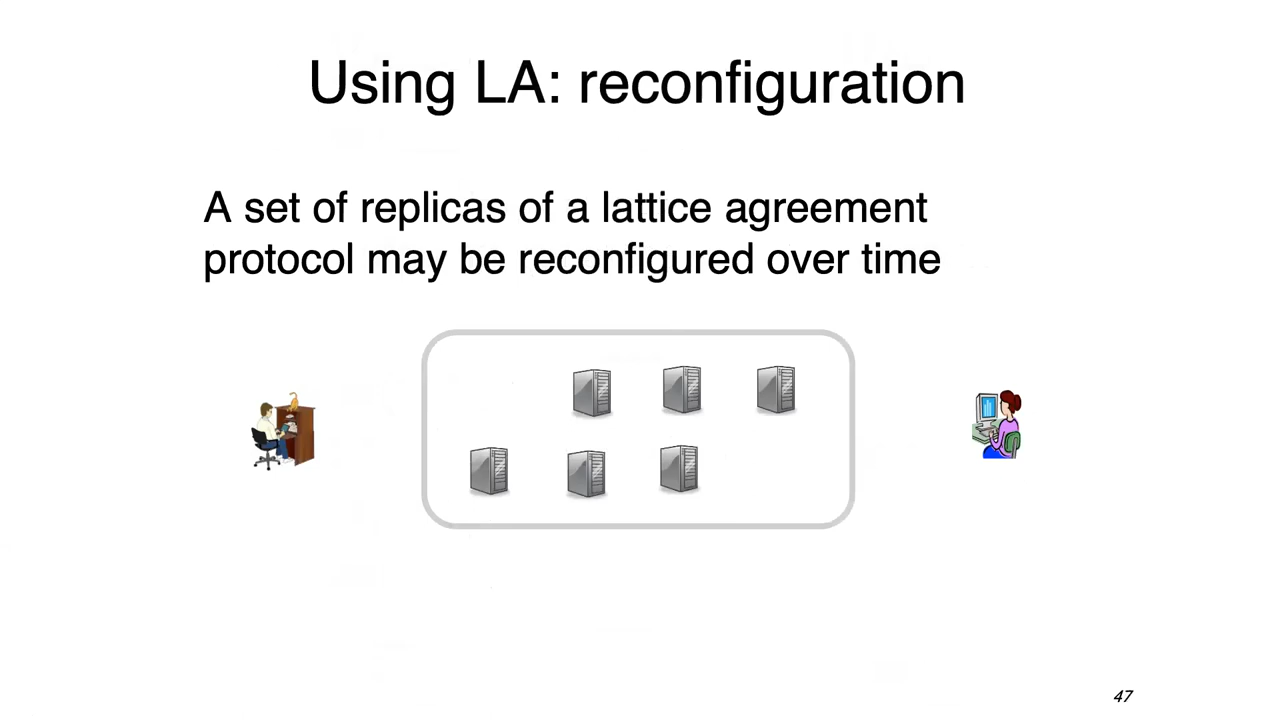 Using LA: reconfiguration
A set of replicas of a lattice agreement
protocol may be reconfigured over time
47